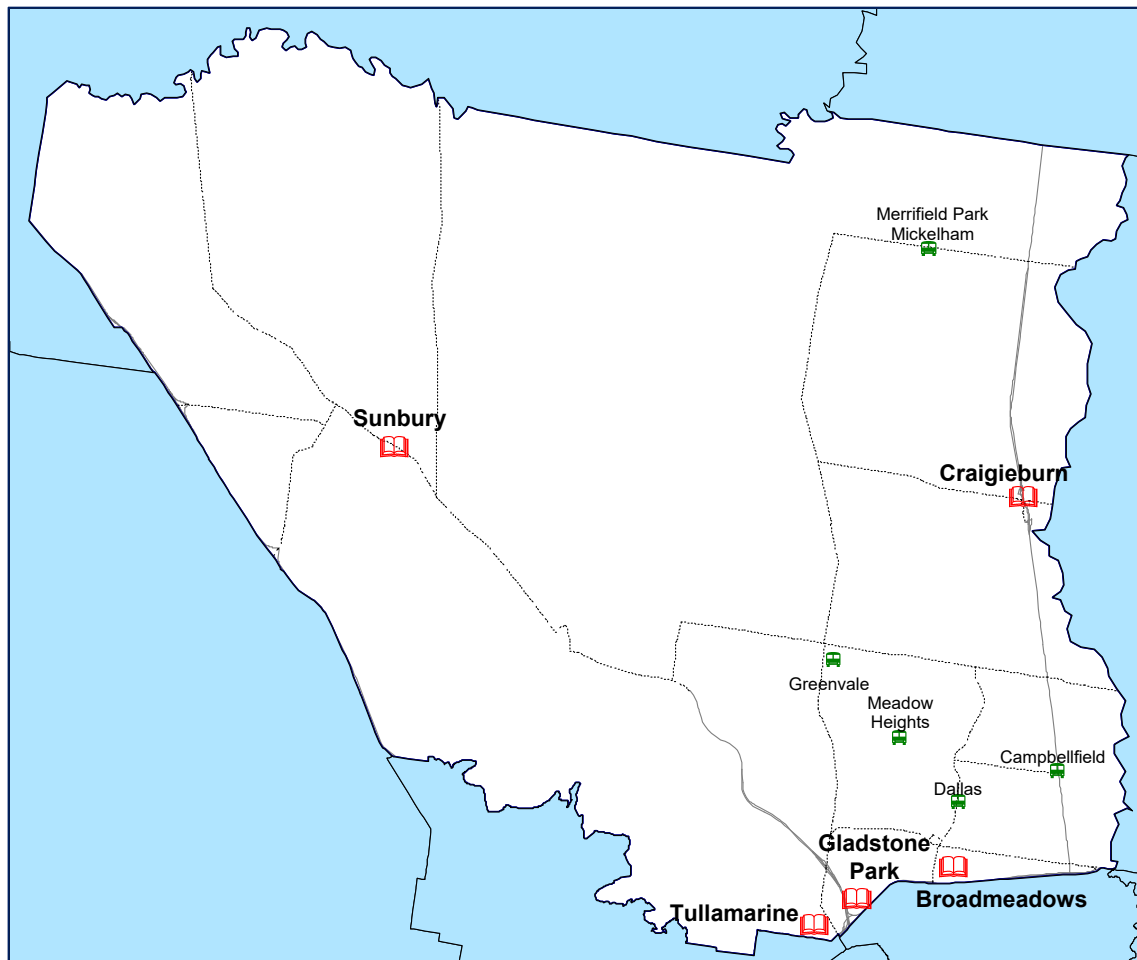 Merrifield Park
Mickelham
Sunbury
Craigieburn
Greenvale
Meadow
Heights
Campbellfield
Dallas
Gladstone
Park
Broadmeadows
Tullamarine